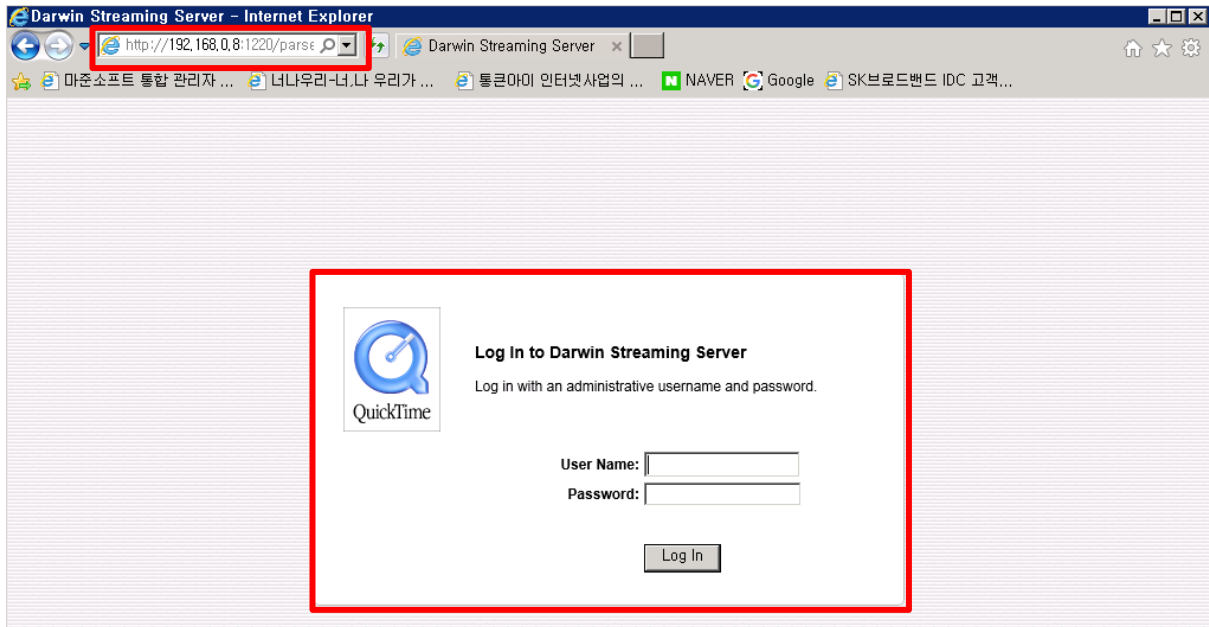 Darwin Streaming Server - Internet Explorer
http://192.168.0.8:1220/parse Darwin Streaming Server
마준소프트 통합 관리자 ... 너나우리-너,나 우리가 ... 통큰아이 인터넷사업의 ... NAVER Google SK브로드밴드 IDC 고객...
Log In to Darwin Streaming Server
Log in with an administrative username and password.
QuickTime
User Name:
Password:
Log In